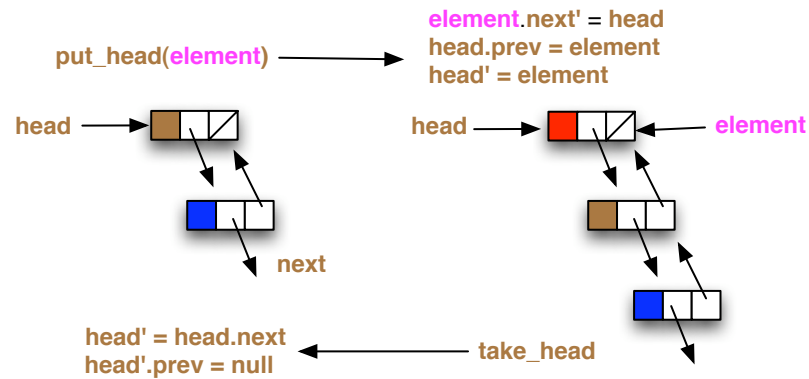 put_head(element)
element.next' = head
head.prev = element
head' = element
head
head
element
next
head' = head.next
head'.prev = null
take_head